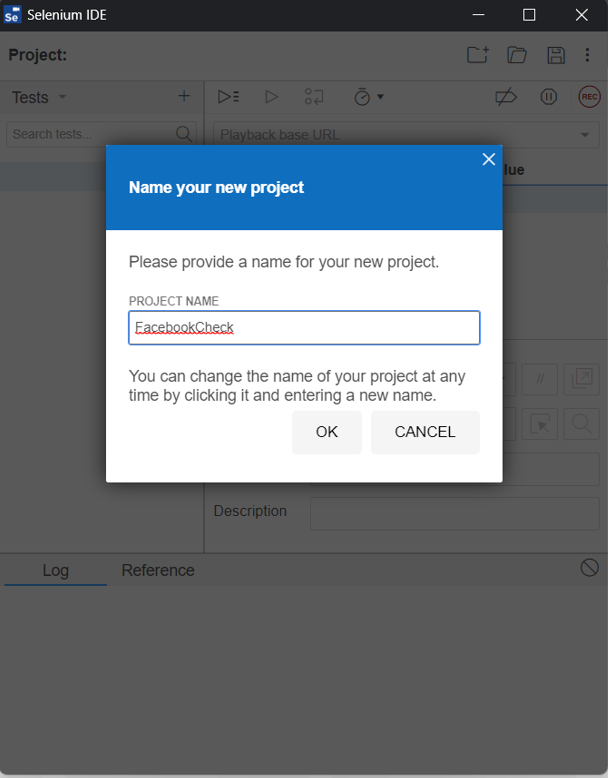 Se
Selenium IDE
Project:
Tests
REC
Search tests...
Playback base URL
lue
Name your new project
Please provide a name for your new project.
PROJECT NAME
FacebookCheck
You can change the name of your project at any
time by clicking it and entering a new name.
OK
CANCEL
//
Description
Log
Reference